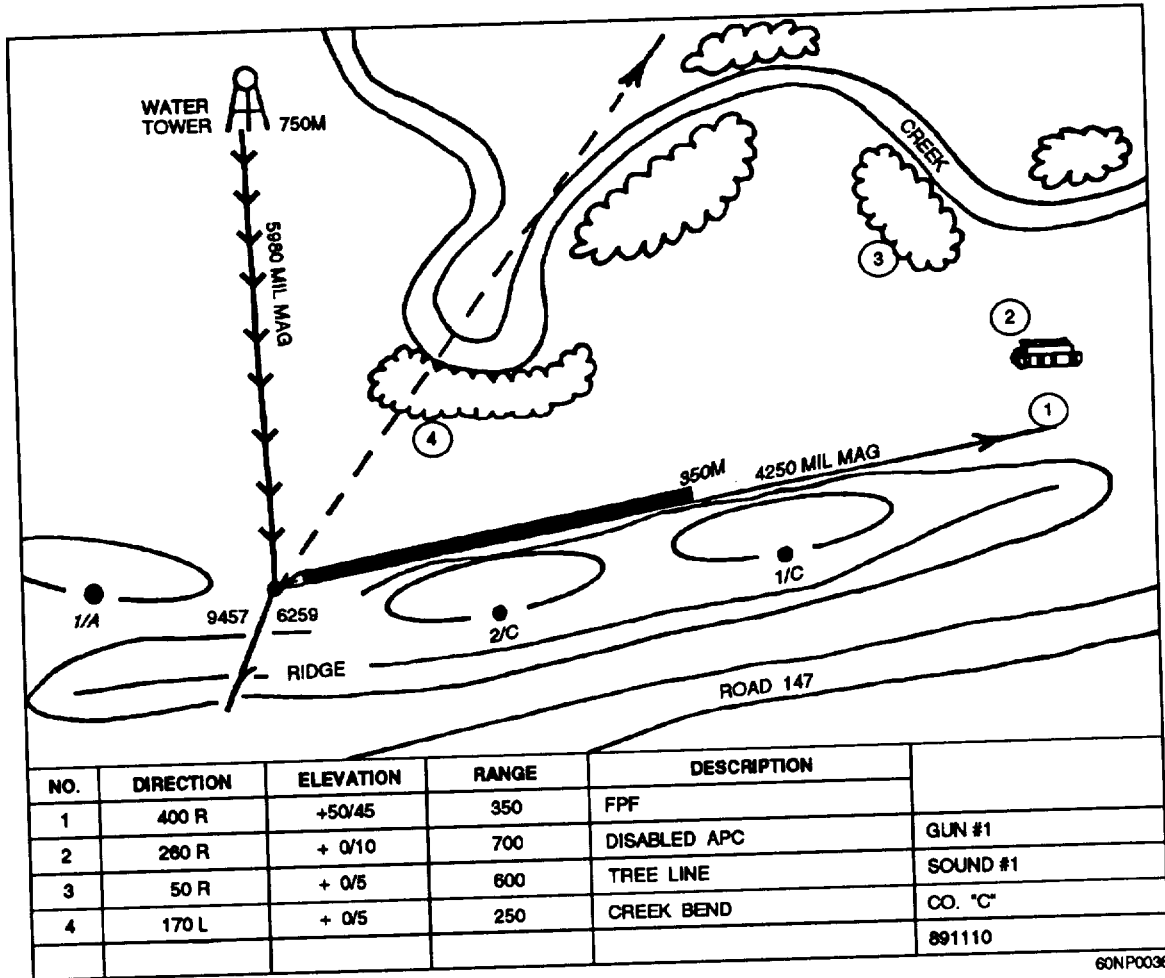 WATER
TOWER
750M
5980 MIL MAG
CREEK
3
2
1
4
350M
4250 MIL MAG
1/A
9457 6259
2/C
1/C
RIDGE
ROAD 147
NO. DIRECTION ELEVATION RANGE DESCRIPTION
1 400 R +50/45 350 FPF
2 260 R + 0/10 700 DISABLED APC GUN #1
3 50 R + 0/5 600 TREE LINE SOUND #1
4 170 L + 0/5 250 CREEK BEND CO. "C"
891110
60NP0036